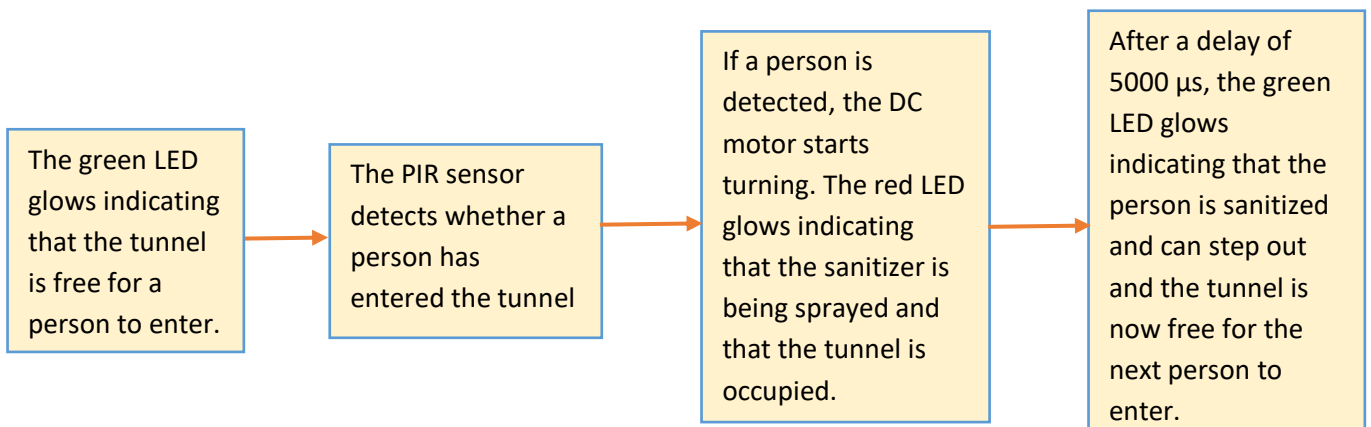 The green LED
glows indicating
that the tunnel
is free for a
person to enter.
The PIR sensor
detects whether a
person has
entered the tunnel
If a person is
detected, the DC
motor starts
turning. The red LED
glows indicating
that the sanitizer is
being sprayed and
that the tunnel is
occupied.
After a delay of
5000 µs, the green
LED glows
indicating that the
person is sanitized
and can step out
and the tunnel is
now free for the
next person to
enter.